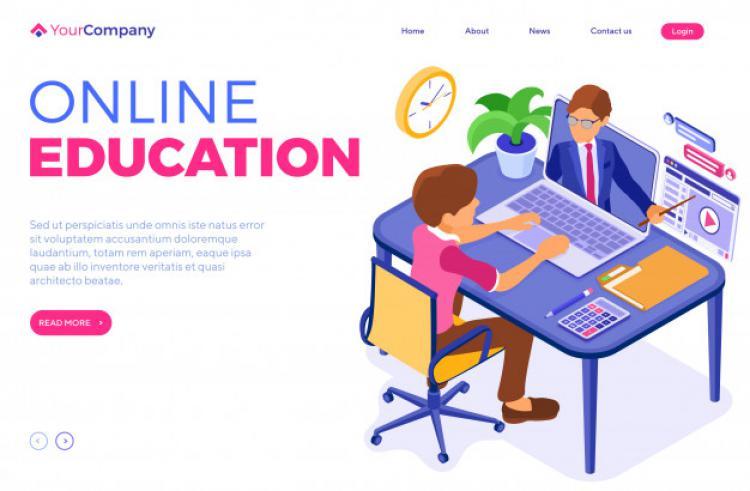 YourCompany
Home
About
News
Contact us
Login
ONLINE
EDUCATION
Sed ut perspiciatis unde omnis iste natus error
sit voluptatem accusantium doloremque
laudantium, totam rem aperiam, eaque ipsa
quae ab illo inventore veritatis et quasi
architecto beatae.
READ MORE >